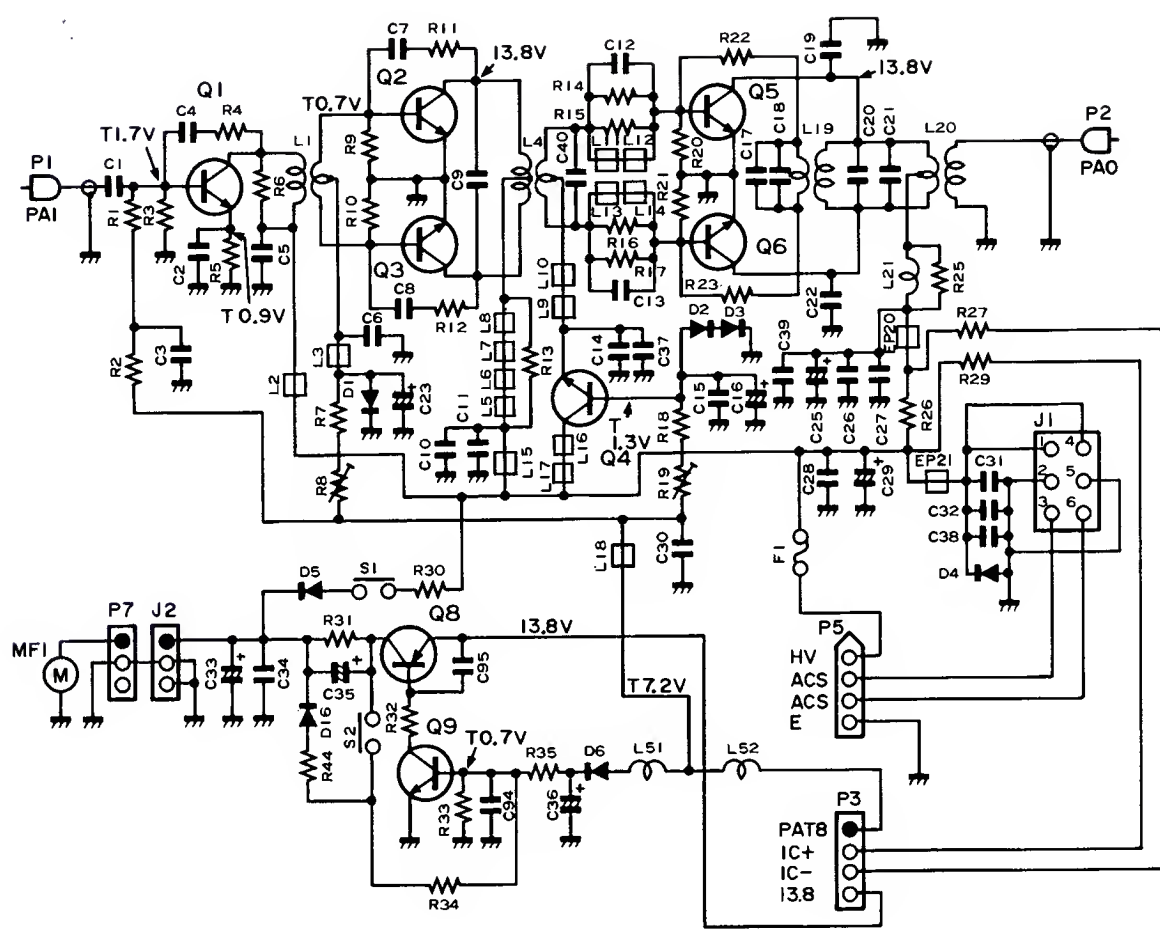 C7
R11
13.8V
Q2
T0.7V
C12
R14
R15
L11
L12
R22
Q5
C19
13.8V
C18
L19
C20
C21
L20
P2
PAO
Q1
C4
R4
T1.7V
P1
C1
PAI
R1
R3
C2
R5
R6
C5
L1
R9
R10
C9
L4
C40
R20
R21
C17
L13
L14
R16
R17
C13
Q6
R23
C22
L21
R25
Q3
C8
R12
T0.9V
C6
L3
L10
L9
L8
L7
L6
L5
R13
C14
C37
D2
D3
C39
EP20
R27
R29
R2
C3
L2
D1
C23
R7
R8
C11
C10
L15
L16
L17
Q4
T
1.3V
C15
C16
R18
R19
C25
C26
C27
R26
C28
C29
EP21
C31
C32
C38
D4
J1
1
4
2
5
3
6
L18
C30
F1
D5
S1
R30
P7
J2
MF1
M
C33
C34
R31
C35
D16
R44
S2
Q8
13.8V
C95
R32
Q9
T0.7V
T7.2V
R33
C94
R35
C36
D6
L51
L52
R34
P5
HV
ACS
ACS
E
P3
PAT8
IC+
IC-
13.8